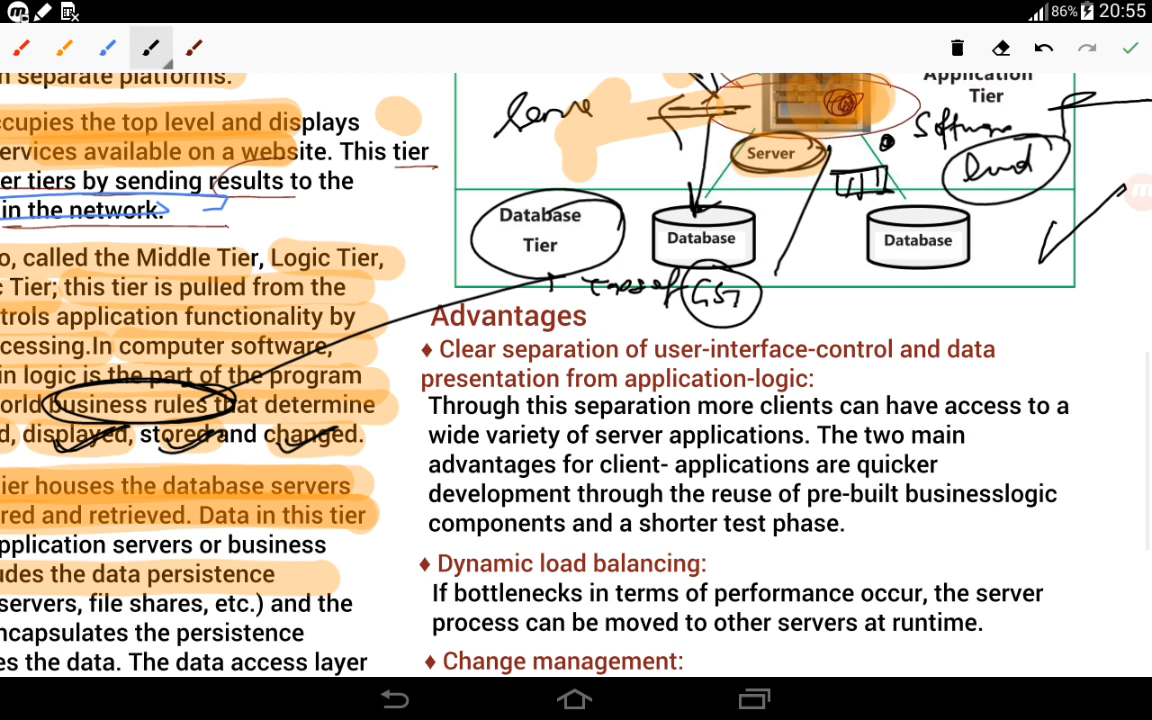 86% 20:55
n separate platforms.
ccupies the top level and displays
ervices available on a website. This tier
er tiers by sending results to the
in the network.
o, called the Middle Tier, Logic Tier,
c Tier; this tier is pulled from the
trols application functionality by
cessing.In computer software,
in logic is the part of the program
orld business rules that determine
d, displayed, stored and changed.
ier houses the database servers
red and retrieved. Data in this tier
pplication servers or business
udes the data persistence
servers, file shares, etc.) and the
ncapsulates the persistence
es the data. The data access layer
Application
Tier
Software
Server
Database
Tier
Database
Database
GST
Advantages
♦ Clear separation of user-interface-control and data
presentation from application-logic:
Through this separation more clients can have access to a
wide variety of server applications. The two main
advantages for client- applications are quicker
development through the reuse of pre-built businesslogic
components and a shorter test phase.
♦ Dynamic load balancing:
If bottlenecks in terms of performance occur, the server
process can be moved to other servers at runtime.
♦ Change management: